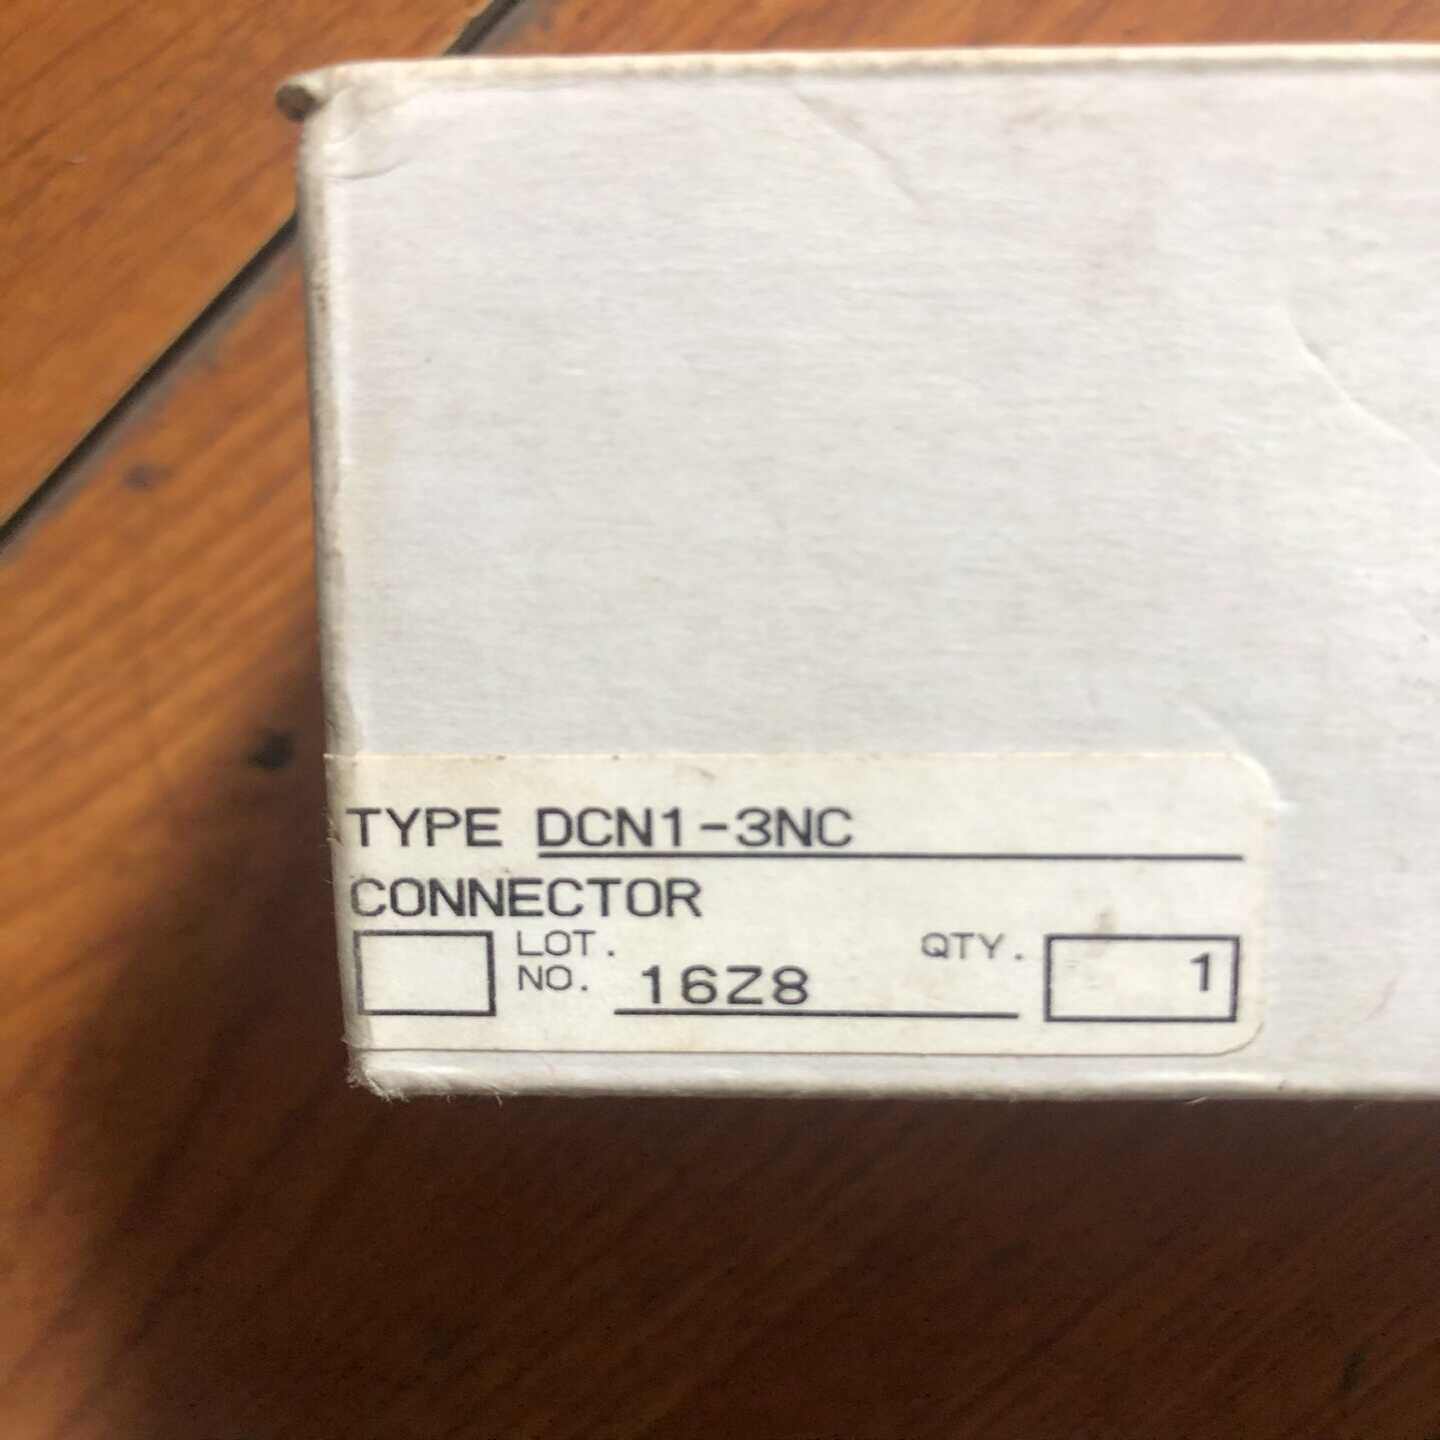 TYPE DCN1-3NC
CONNECTOR
LOT.
NO. 16Z8
QTY. 1